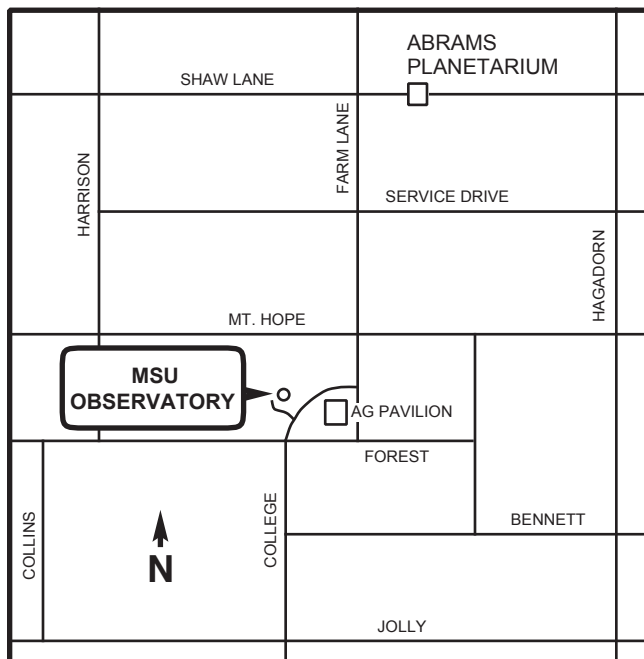 ABRAMS
PLANETARIUM
SHAW LANE
FARM LANE
HARRISON
SERVICE DRIVE
HAGADORN
MT. HOPE
MSU
OBSERVATORY
AG PAVILION
FOREST
COLLINS
N
COLLEGE
BENNETT
JOLLY